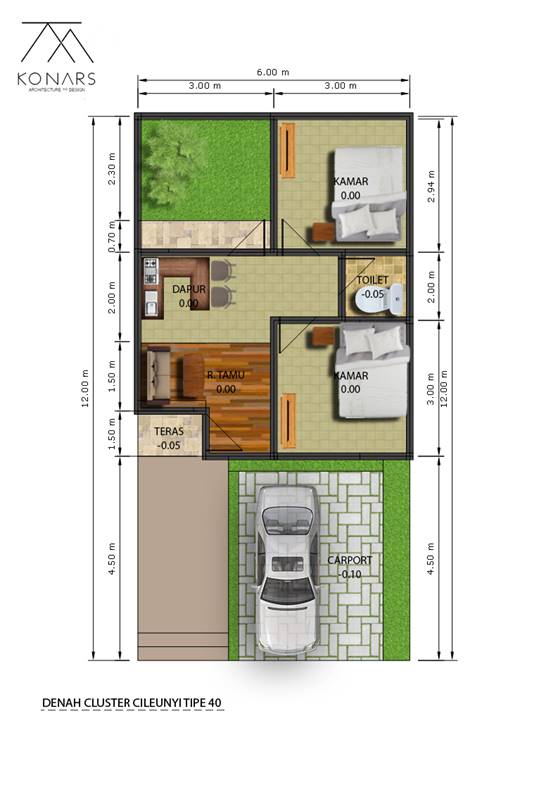 KONARS
ARCHITECTURE AND DESIGN
6.00 m
3.00 m
3.00 m
2.30 m
2.94 m
KAMAR
0.00
0.70 m
DAPUR
0.00
TOILET
-0.05
2.00 m
2.00 m
12.00 m
12.00 m
1.50 m
R. TAMU
0.00
KAMAR
0.00
3.00 m
1.50 m
TERAS
-0.05
4.50 m
CARPORT
-0.10
4.50 m
DENAH CLUSTER CILEUNYI TIPE 40